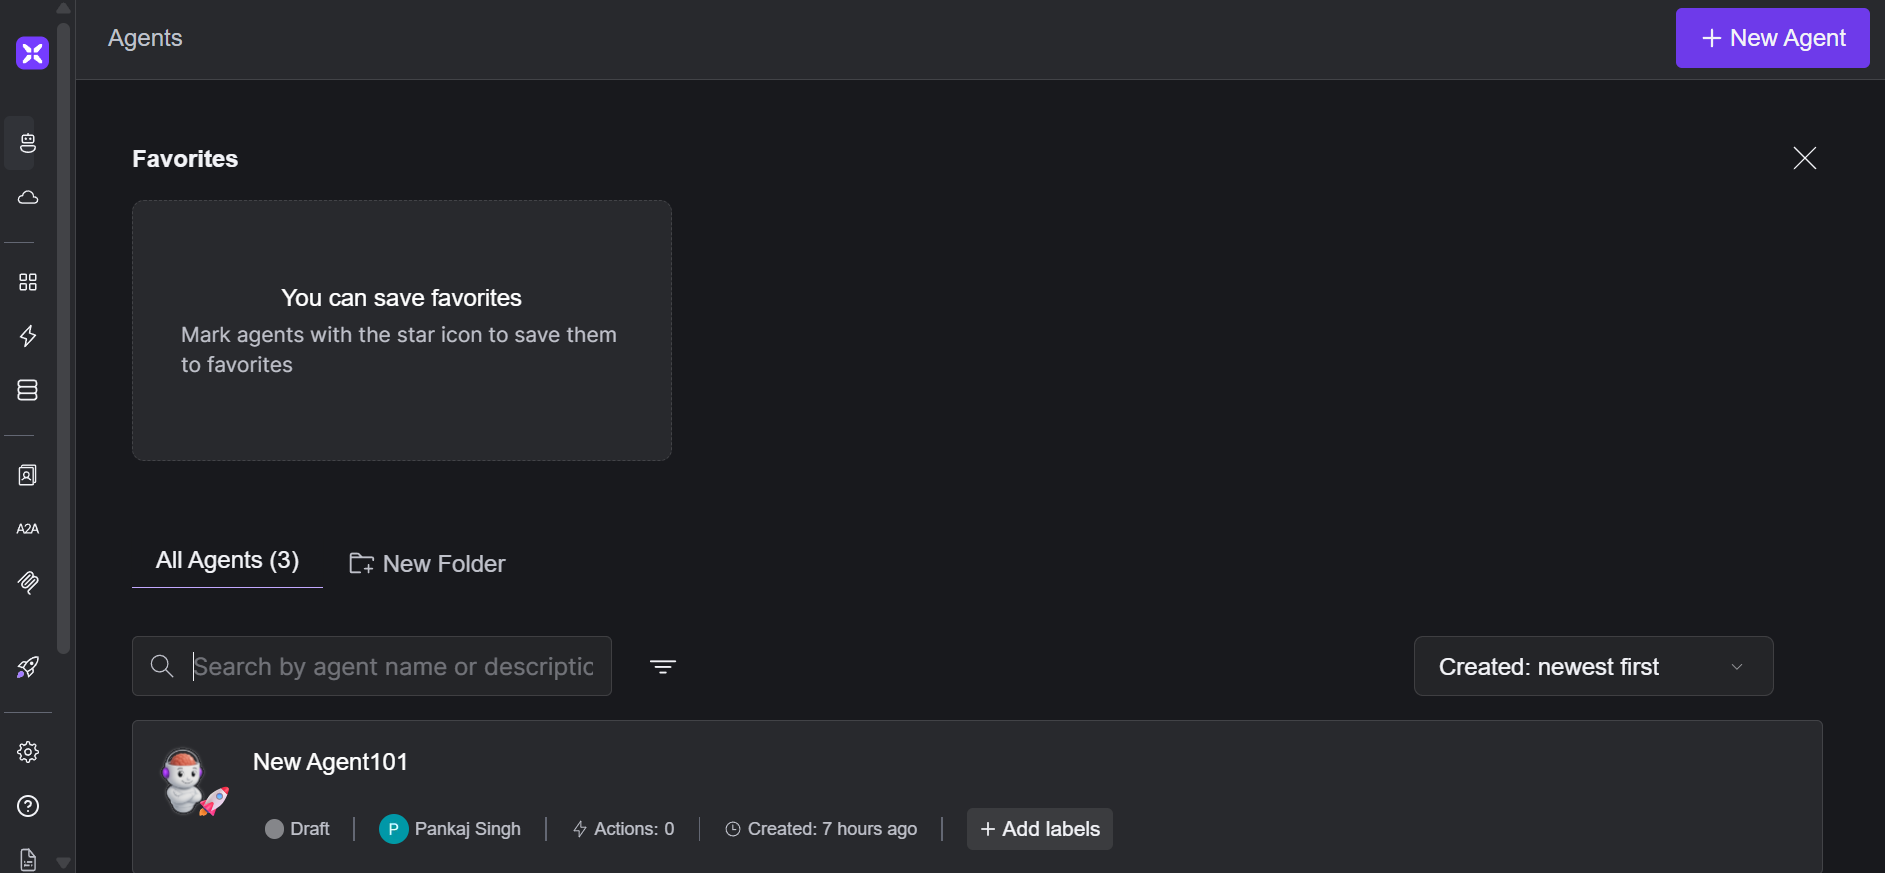 Agents
+ New Agent
Favorites
You can save favorites
Mark agents with the star icon to save them
to favorites
A2A
All Agents (3)
New Folder
Search by agent name or descriptic
Created: newest first
New Agent101
Draft | P Pankaj Singh | Actions: 0 | Created: 7 hours ago | + Add labels